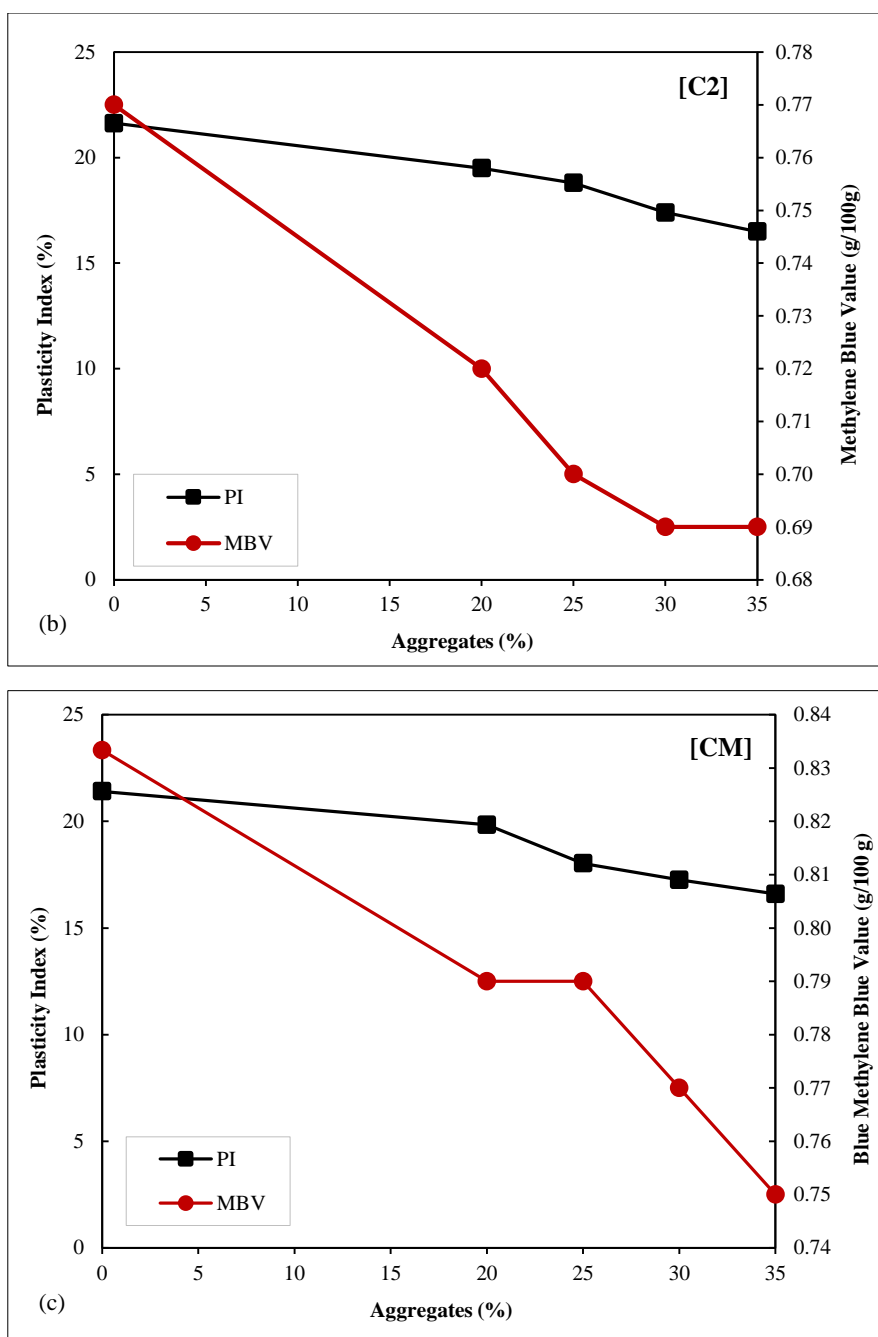 [C2]
25
20
15
10
5
0
Plasticity Index (%)
0.78
0.77
0.76
0.75
0.74
0.73
0.72
0.71
0.70
0.69
0.68
Methylene Blue Value (g/100g)
PI
MBV
0 5 10 15 20 25 30 35
Aggregates (%)
(b)
[CM]
25
20
15
10
5
0
Plasticity Index (%)
0.84
0.83
0.82
0.81
0.80
0.79
0.78
0.77
0.76
0.75
0.74
Blue Methylene Blue Value (g/100 g)
PI
MBV
0 5 10 15 20 25 30 35
Aggregates (%)
(c)